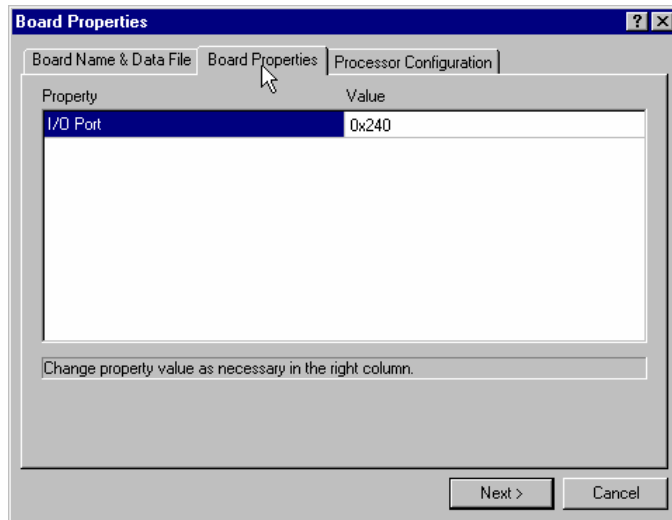 Board Properties
Board Name & Data File Board Properties Processor Configuration
Property Value
I/O Port 0x240
Change property value as necessary in the right column.
Next > Cancel